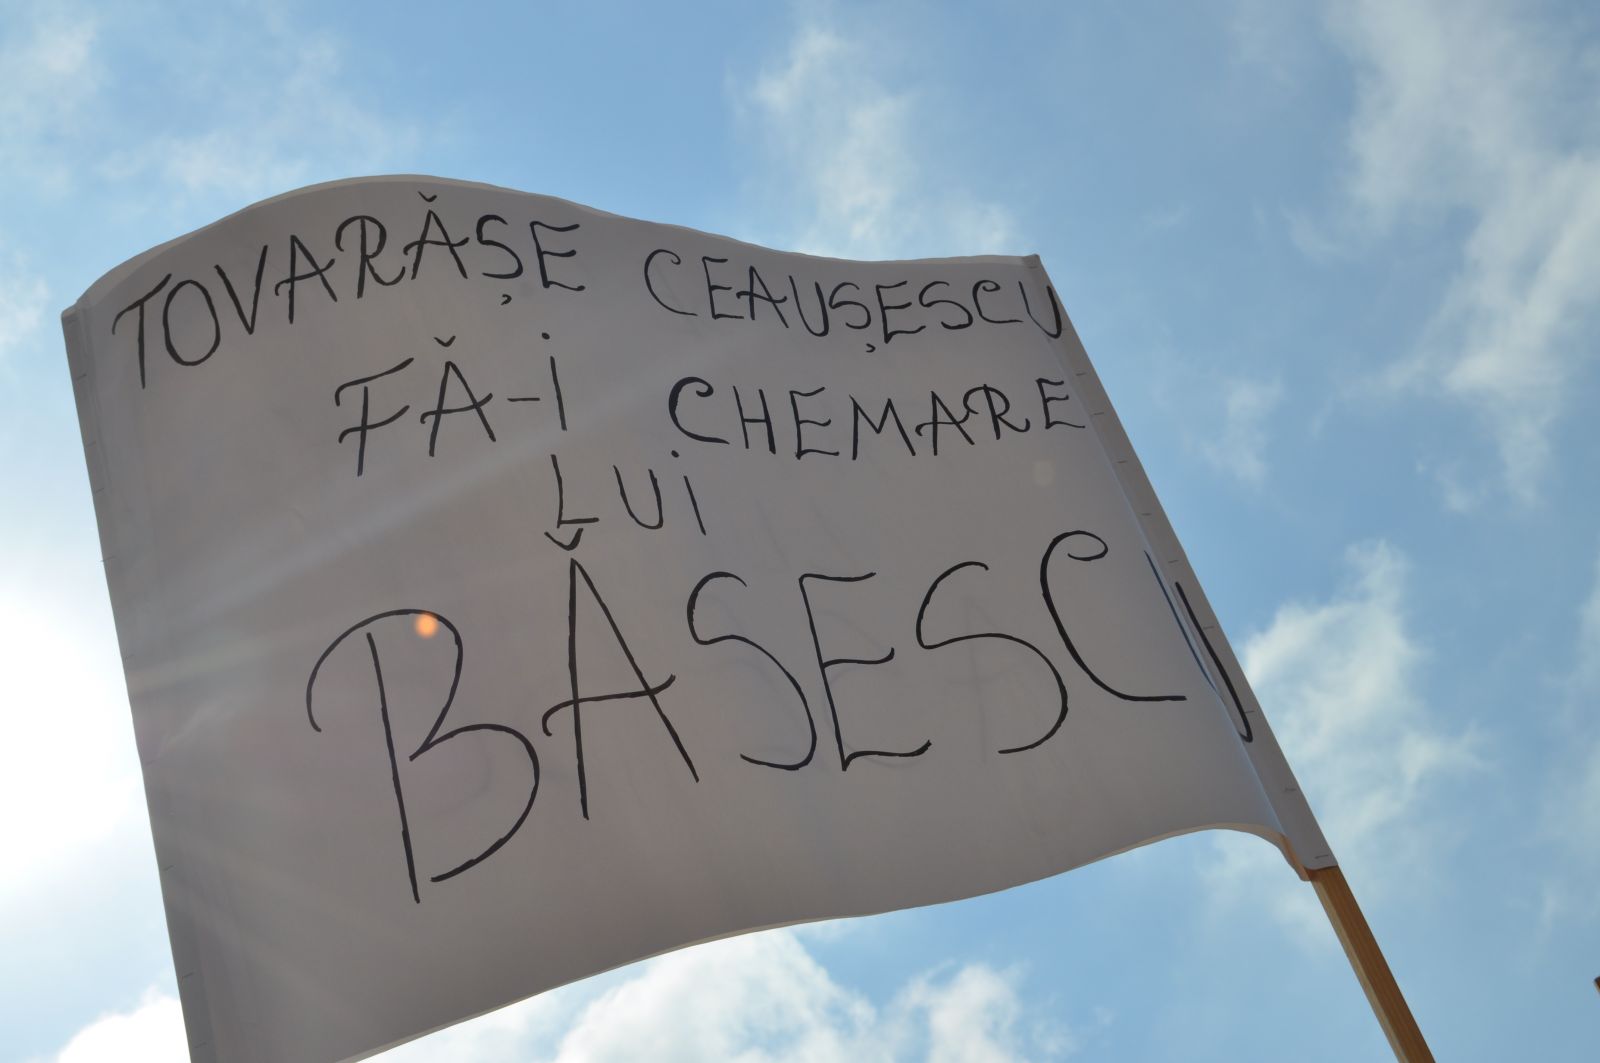 TOVARĂȘE CEAUȘESCU
FĂ-i CHEMARE
LUi
BĂSESCU